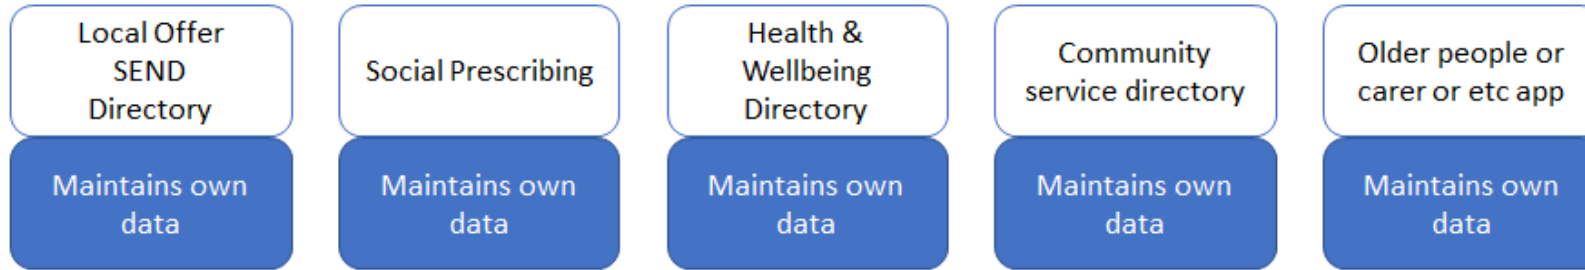 Local Offer
SEND
Directory
Social Prescribing
Health &
Wellbeing
Directory
Community
service directory
Older people or
carer or etc app
Maintains own
data
Maintains own
data
Maintains own
data
Maintains own
data
Maintains own
data